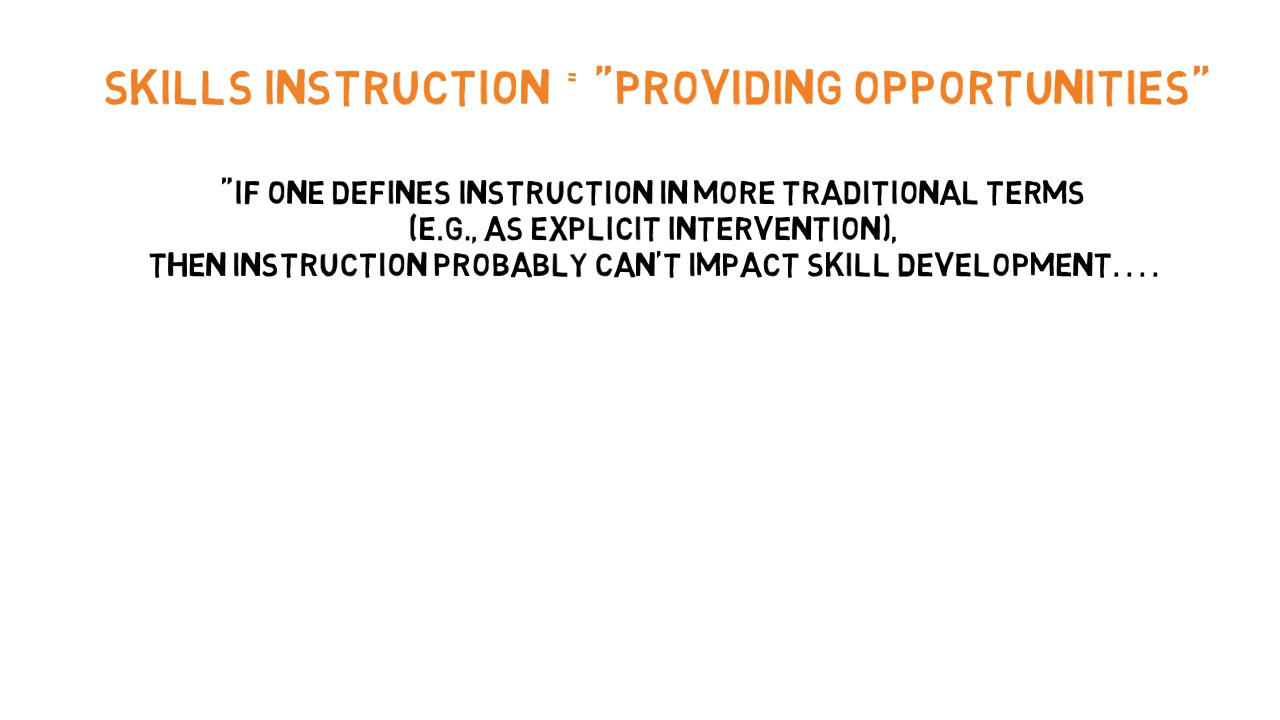 SKILLS INSTRUCTION = "PROVIDING OPPORTUNITIES"
"IF ONE DEFINES INSTRUCTION IN MORE TRADITIONAL TERMS
(E.G., AS EXPLICIT INTERVENTION),
THEN INSTRUCTION PROBABLY CAN'T IMPACT SKILL DEVELOPMENT. . . .